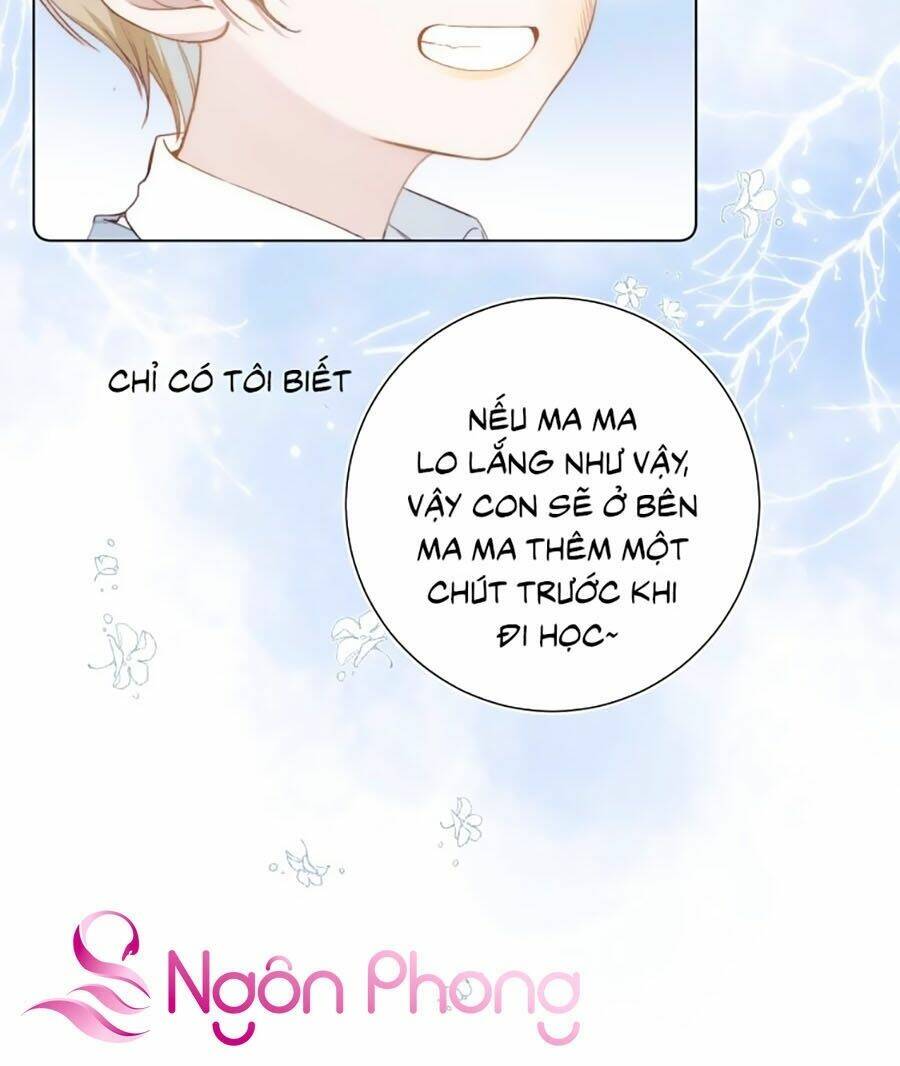 CHỈ CÓ TÔI BIẾT
NẾU MA MA
LO LẮNG NHƯ VẬY,
VẬY CON SẼ Ở BÊN
MA MA THÊM MỘT
CHÚT TRƯỚC KHI
ĐI HỌC~
Ngôn Phong